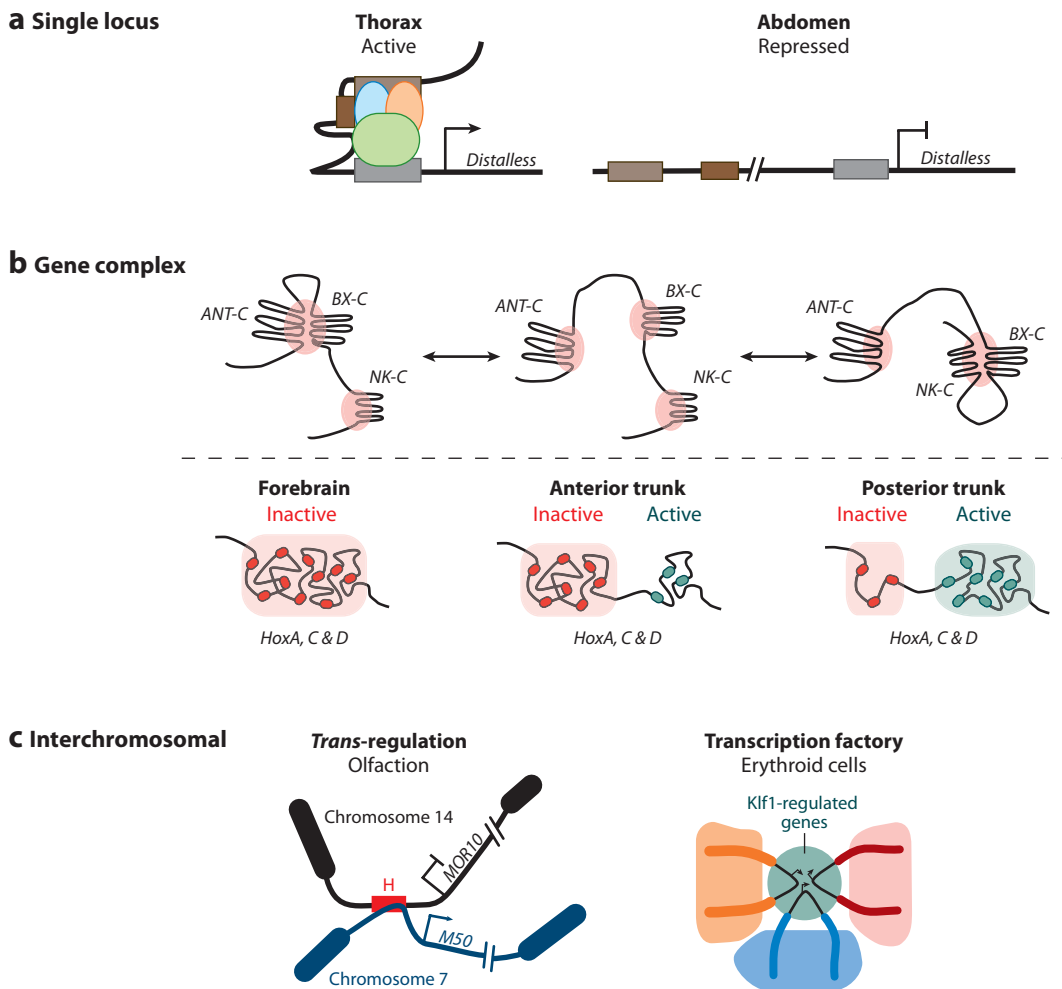 a Single locus
Thorax
Active
Abdomen
Repressed
Distalless
Distalless
b Gene complex
ANT-C
BX-C
NK-C
ANT-C
BX-C
NK-C
ANT-C
BX-C
NK-C
Forebrain
Inactive
HoxA, C & D
Anterior trunk
Inactive Active
HoxA, C & D
Posterior trunk
Inactive Active
HoxA, C & D
c Interchromosomal
Trans-regulation
Olfaction
Chromosome 14
MOR10
H
M50
Chromosome 7
Transcription factory
Erythroid cells
Klf1-regulated
genes